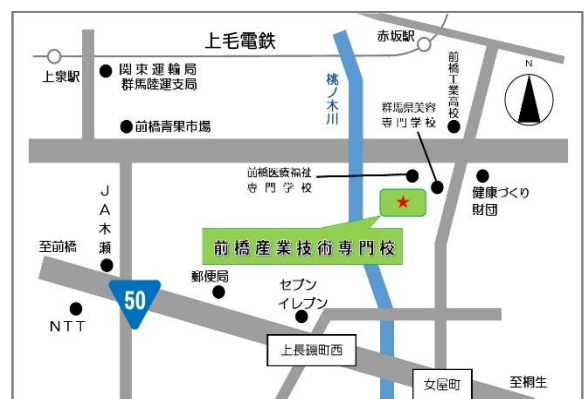 上毛電鉄
赤坂駅
上泉駅
関東運輸局
群馬陸運支局
桃ノ木川
前橋工業高校
N
群馬県美容
専門学校
前橋青果市場
前橋医療福祉
専門学校
健康づくり
財団
JA木瀬
前橋産業技術専門校
至前橋
郵便局
セブン
イレブン
50
NTT
上長磯町西
女屋町
至桐生